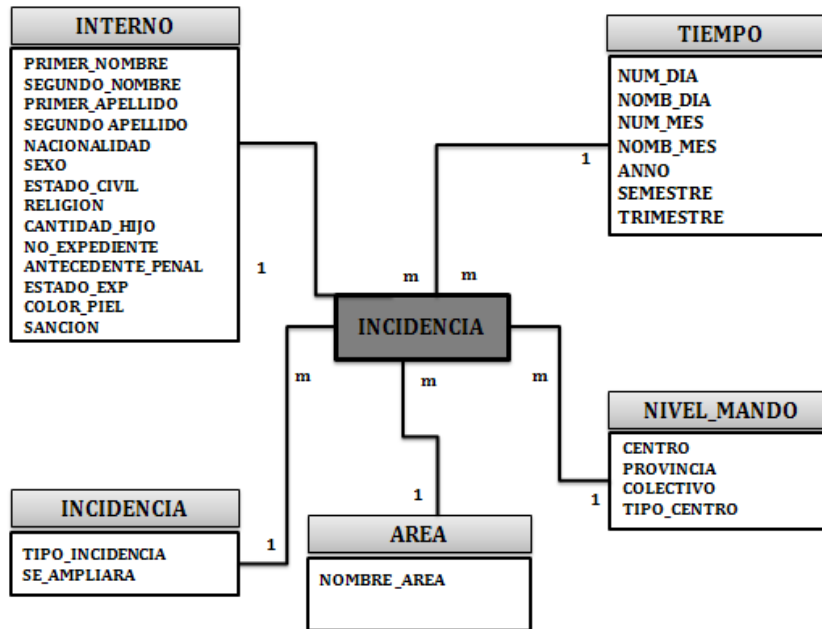 INTERNO
PRIMER_NOMBRE
SEGUNDO_NOMBRE
PRIMER_APELLIDO
SEGUNDO APELLIDO
NACIONALIDAD
SEXO
ESTADO_CIVIL
RELIGION
CANTIDAD_HIJO
NO_EXPEDIENTE
ANTECEDENTE_PENAL
ESTADO_EXP
COLOR_PIEL
SANCION
1
TIEMPO
NUM_DIA
NOMB_DIA
NUM_MES
NOMB_MES
ANNO
SEMESTRE
TRIMESTRE
1
m
m
INCIDENCIA
m
m
m
NIVEL_MANDO
CENTRO
PROVINCIA
COLECTIVO
TIPO_CENTRO
1
INCIDENCIA
TIPO_INCIDENCIA
SE_AMPLIARA
1
1
AREA
NOMBRE_AREA